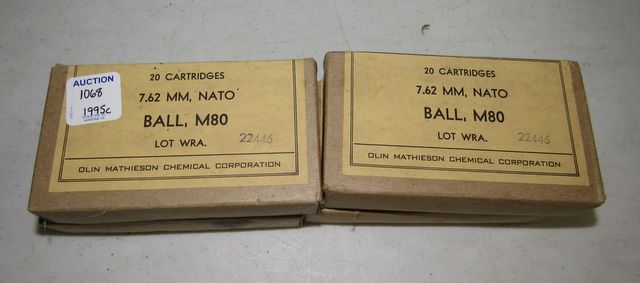 AUCTION
1068
1995c
20 CARTRIDGES
7.62 MM, NATO
BALL, M80
LOT WRA. 22446
OLIN MATHIESON CHEMICAL CORPORATION
20 CARTRIDGES
7.62 MM, NATO
BALL, M80
LOT WRA. 22446
OLIN MATHIESON CHEMICAL CORPORATION